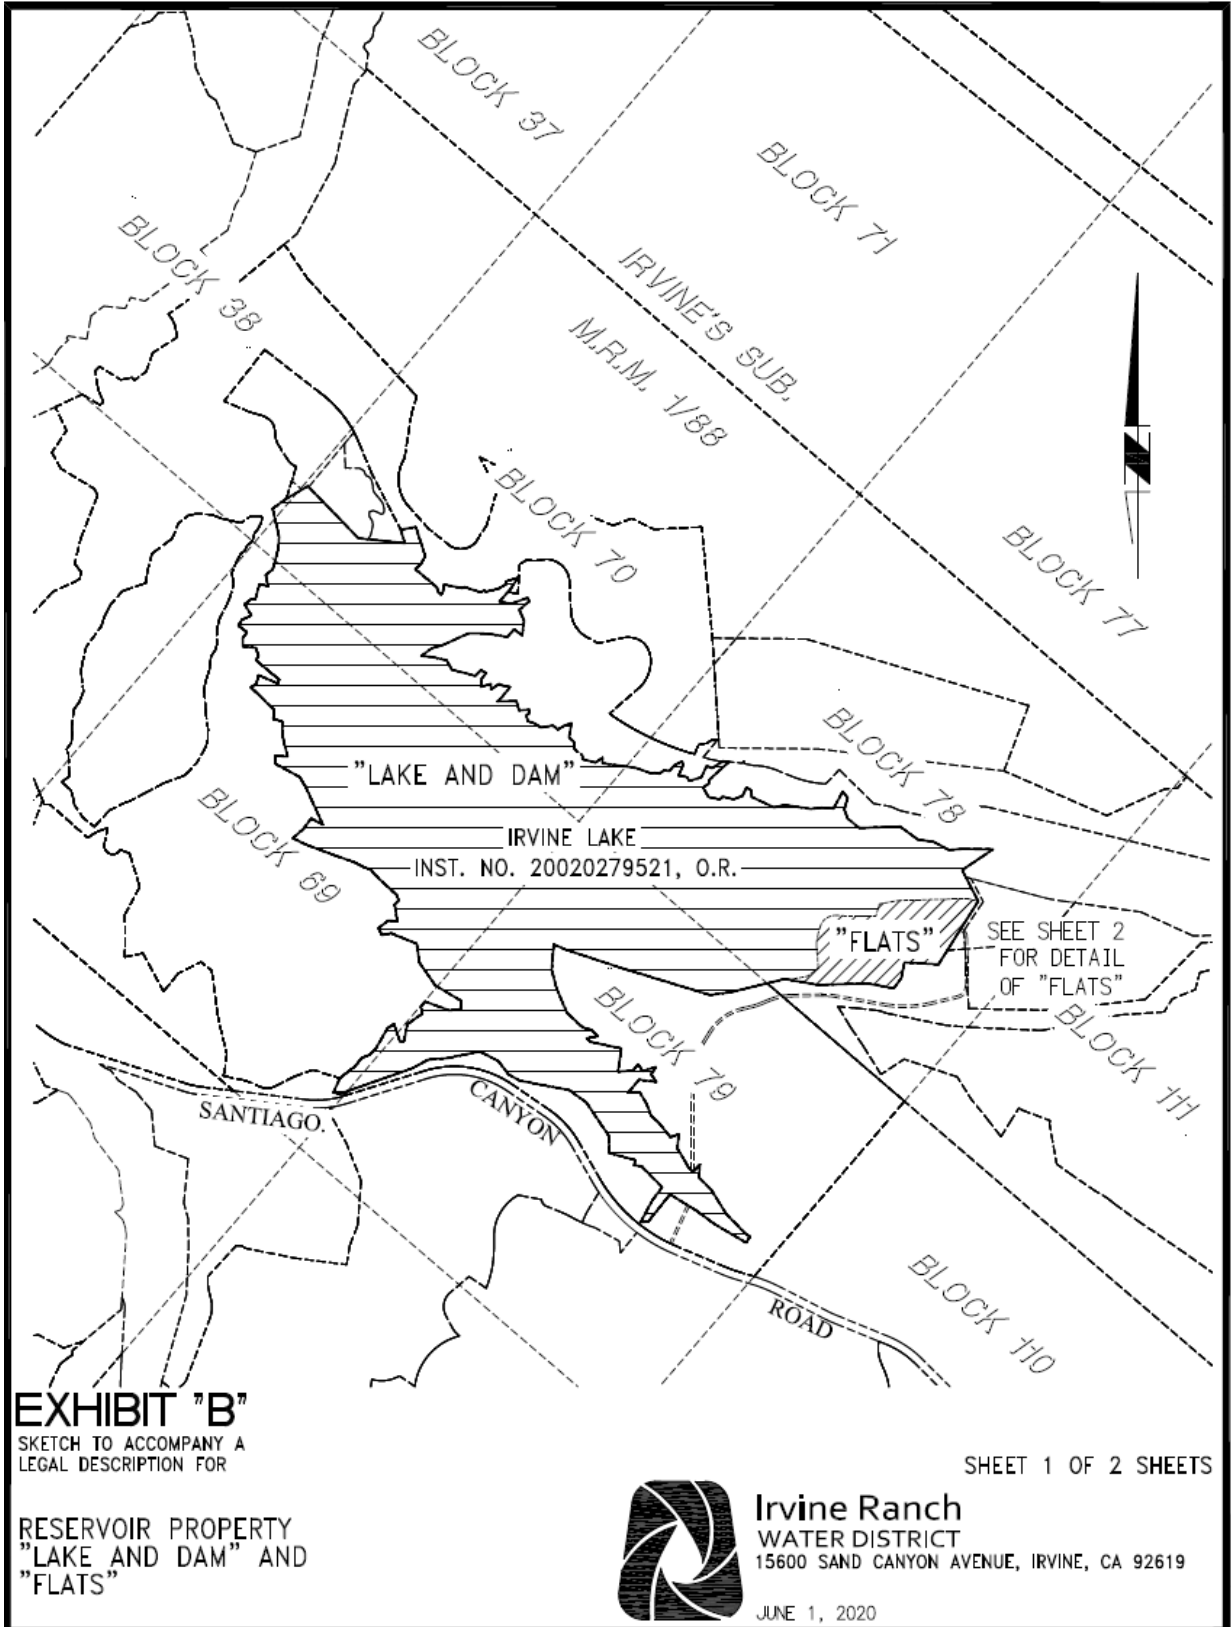 BLOCK 37
BLOCK 71
BLOCK 38
IRVINE'S SUB.
M.R.M. 1/88
N
BLOCK 70
BLOCK 77
BLOCK 78
"LAKE AND DAM"
BLOCK 69
IRVINE LAKE
INST. NO. 20020279521, O.R.
"FLATS"
SEE SHEET 2
FOR DETAIL
OF "FLATS"
BLOCK 79
BLOCK 111
SANTIAGO.
CANYON
ROAD
BLOCK 110
EXHIBIT "B"
SKETCH TO ACCOMPANY A
LEGAL DESCRIPTION FOR
SHEET 1 OF 2 SHEETS
RESERVOIR PROPERTY
"LAKE AND DAM" AND
"FLATS"
Irvine Ranch
WATER DISTRICT
15600 SAND CANYON AVENUE, IRVINE, CA 92619
JUNE 1, 2020